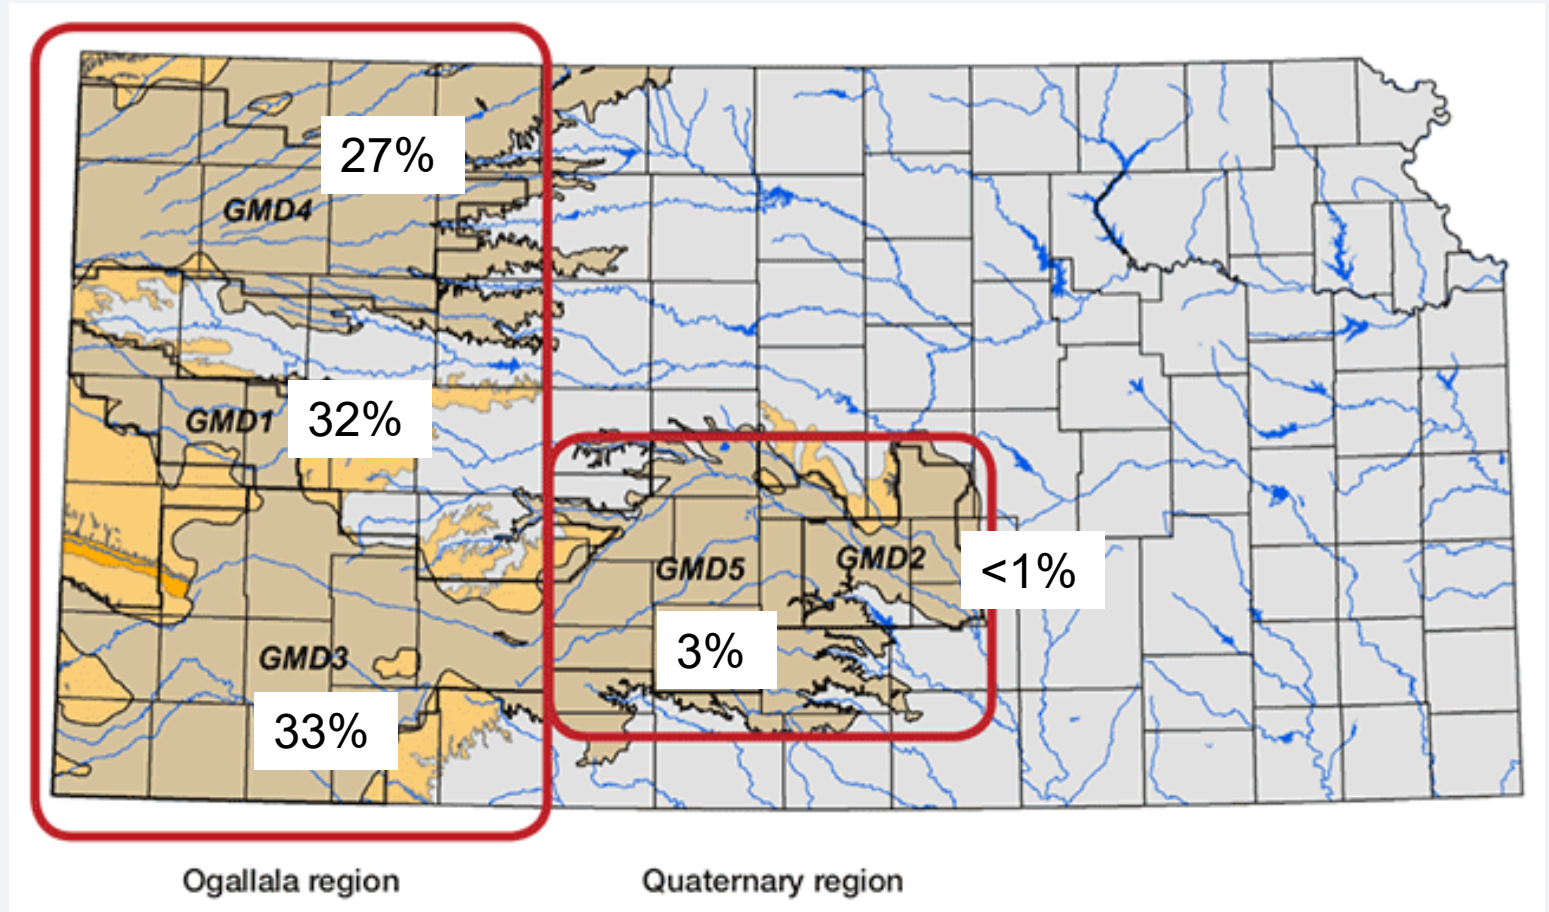 27%
GMD4
GMD1
32%
GMD5
GMD2
<1%
3%
GMD3
33%
Ogallala region
Quaternary region